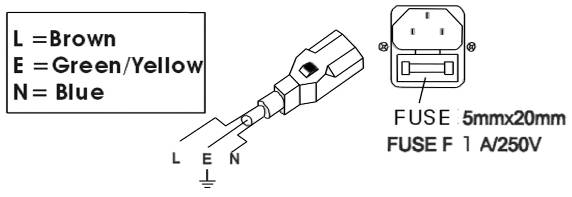 L =Brown
E =Green/Yellow
N= Blue
L E N
FUSE 5mmx20mm
FUSE F 1 A/250V